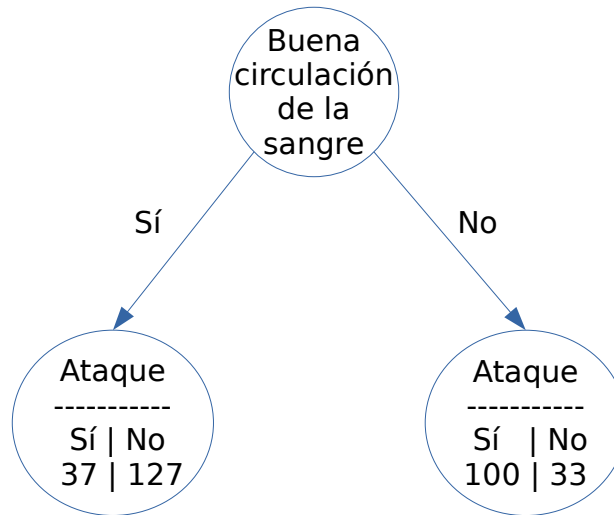 Buena
circulación
de la
sangre
Sí
No
Ataque
-----------
Sí | No
37 | 127
Ataque
-----------
Sí | No
100 | 33